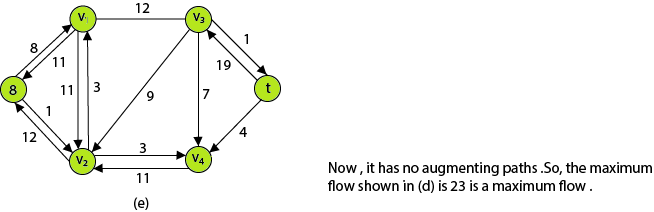 12
V1
V3
8
1
11
19
8
11
3
9
7
t
1
12
4
3
V2
V4
11
(e)
Now , it has no augmenting paths .So, the maximum
flow shown in (d) is 23 is a maximum flow .